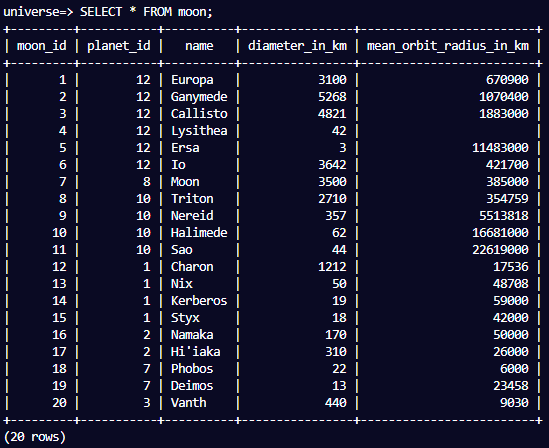 universe=> SELECT * FROM moon;
+---------+-----------+----------+----------------+-------------------------+
| moon_id | planet_id |   name   | diameter_in_km | mean_orbit_radius_in_km |
+---------+-----------+----------+----------------+-------------------------+
|       1 |        12 | Europa   |           3100 |                  670900 |
|       2 |        12 | Ganymede |           5268 |                 1070400 |
|       3 |        12 | Callisto |           4821 |                 1883000 |
|       4 |        12 | Lysithea |             42 |                         |
|       5 |        12 | Ersa     |              3 |                11483000 |
|       6 |        12 | Io       |           3642 |                  421700 |
|       7 |         8 | Moon     |           3500 |                  385000 |
|       8 |        10 | Triton   |           2710 |                  354759 |
|       9 |        10 | Nereid   |            357 |                 5513818 |
|      10 |        10 | Halimede |             62 |                16681000 |
|      11 |        10 | Sao      |             44 |                22619000 |
|      12 |         1 | Charon   |           1212 |                   17536 |
|      13 |         1 | Nix      |             50 |                   48708 |
|      14 |         1 | Kerberos |             19 |                   59000 |
|      15 |         1 | Styx     |             18 |                   42000 |
|      16 |         2 | Namaka   |            170 |                   50000 |
|      17 |         2 | Hi'iaka  |            310 |                   26000 |
|      18 |         7 | Phobos   |             22 |                    6000 |
|      19 |         7 | Deimos   |             13 |                   23458 |
|      20 |         3 | Vanth    |            440 |                    9030 |
+---------+-----------+----------+----------------+-------------------------+
(20 rows)